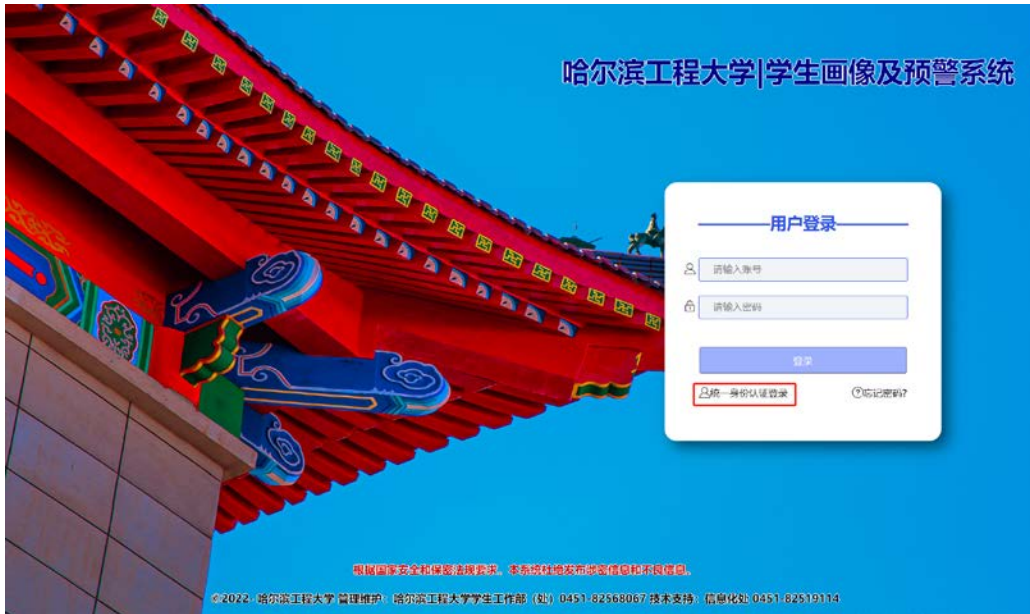 哈尔滨工程大学|学生画像及预警系统
用户登录
请输入账号
请输入密码
登录
统一身份认证登录
忘记密码?
根据国家安全和保密法规要求，本系统杜绝发布涉密信息和不良信息。
©2022- 哈尔滨工程大学 管理维护：哈尔滨工程大学学生工作部（处）0451-82568067 技术支持：信息化处 0451-82519114